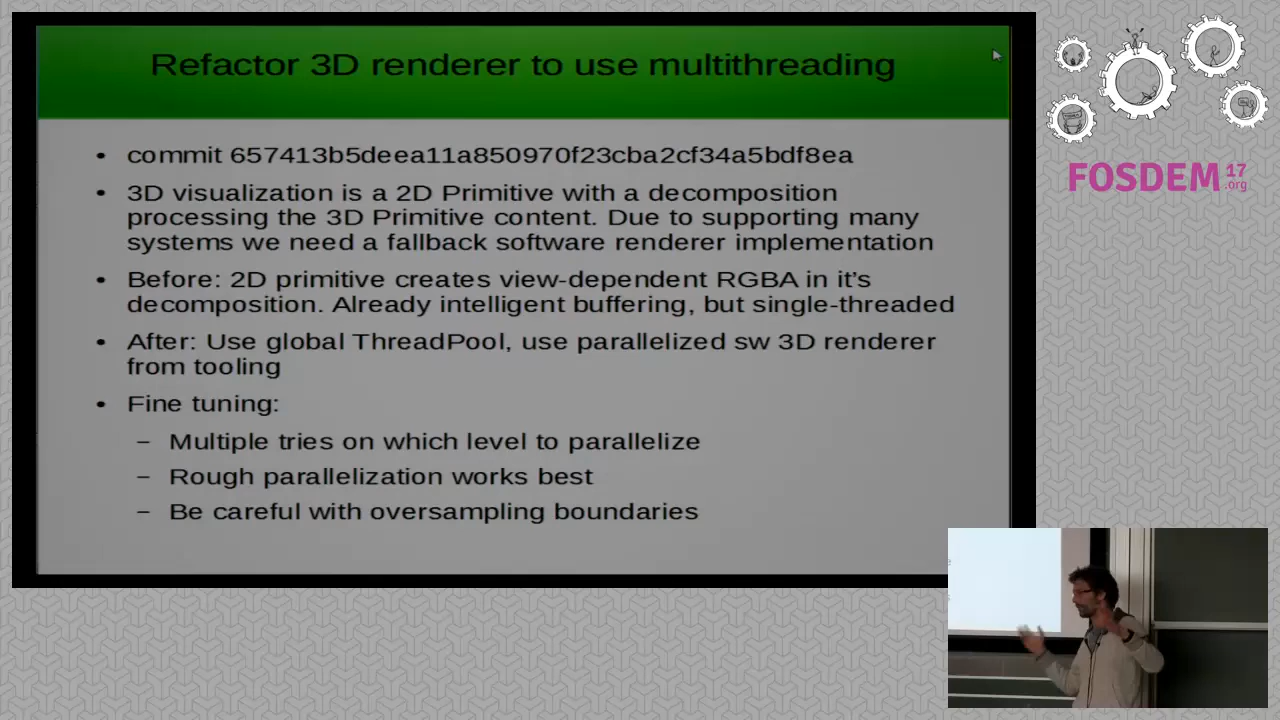 Refactor 3D renderer to use multithreading
• commit 657413b5deea11a850970f23cba2cf34a5bdf8ea
• 3D visualization is a 2D Primitive with a decomposition
processing the 3D Primitive content. Due to supporting many
systems we need a fallback software renderer implementation
• Before: 2D primitive creates view-dependent RGBA in it's
decomposition. Already intelligent buffering, but single-threaded
• After: Use global ThreadPool, use parallelized sw 3D renderer
from tooling
• Fine tuning:
– Multiple tries on which level to parallelize
– Rough parallelization works best
– Be careful with oversampling boundaries
FOSDEM 17
.org